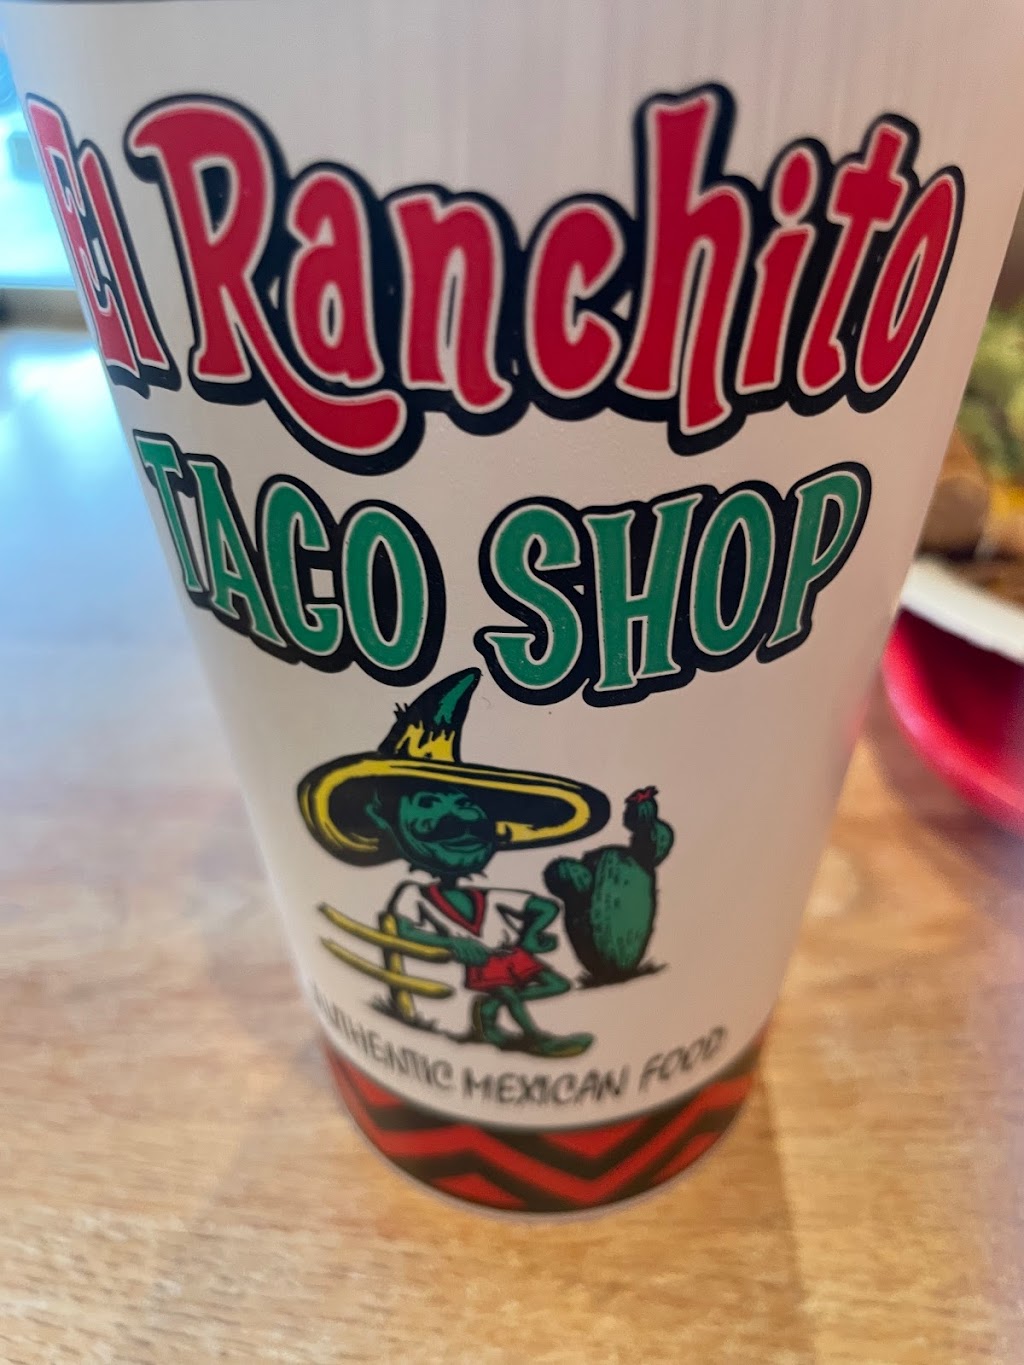 El Ranchito
TACO SHOP
AUTHENTIC MEXICAN FOOD